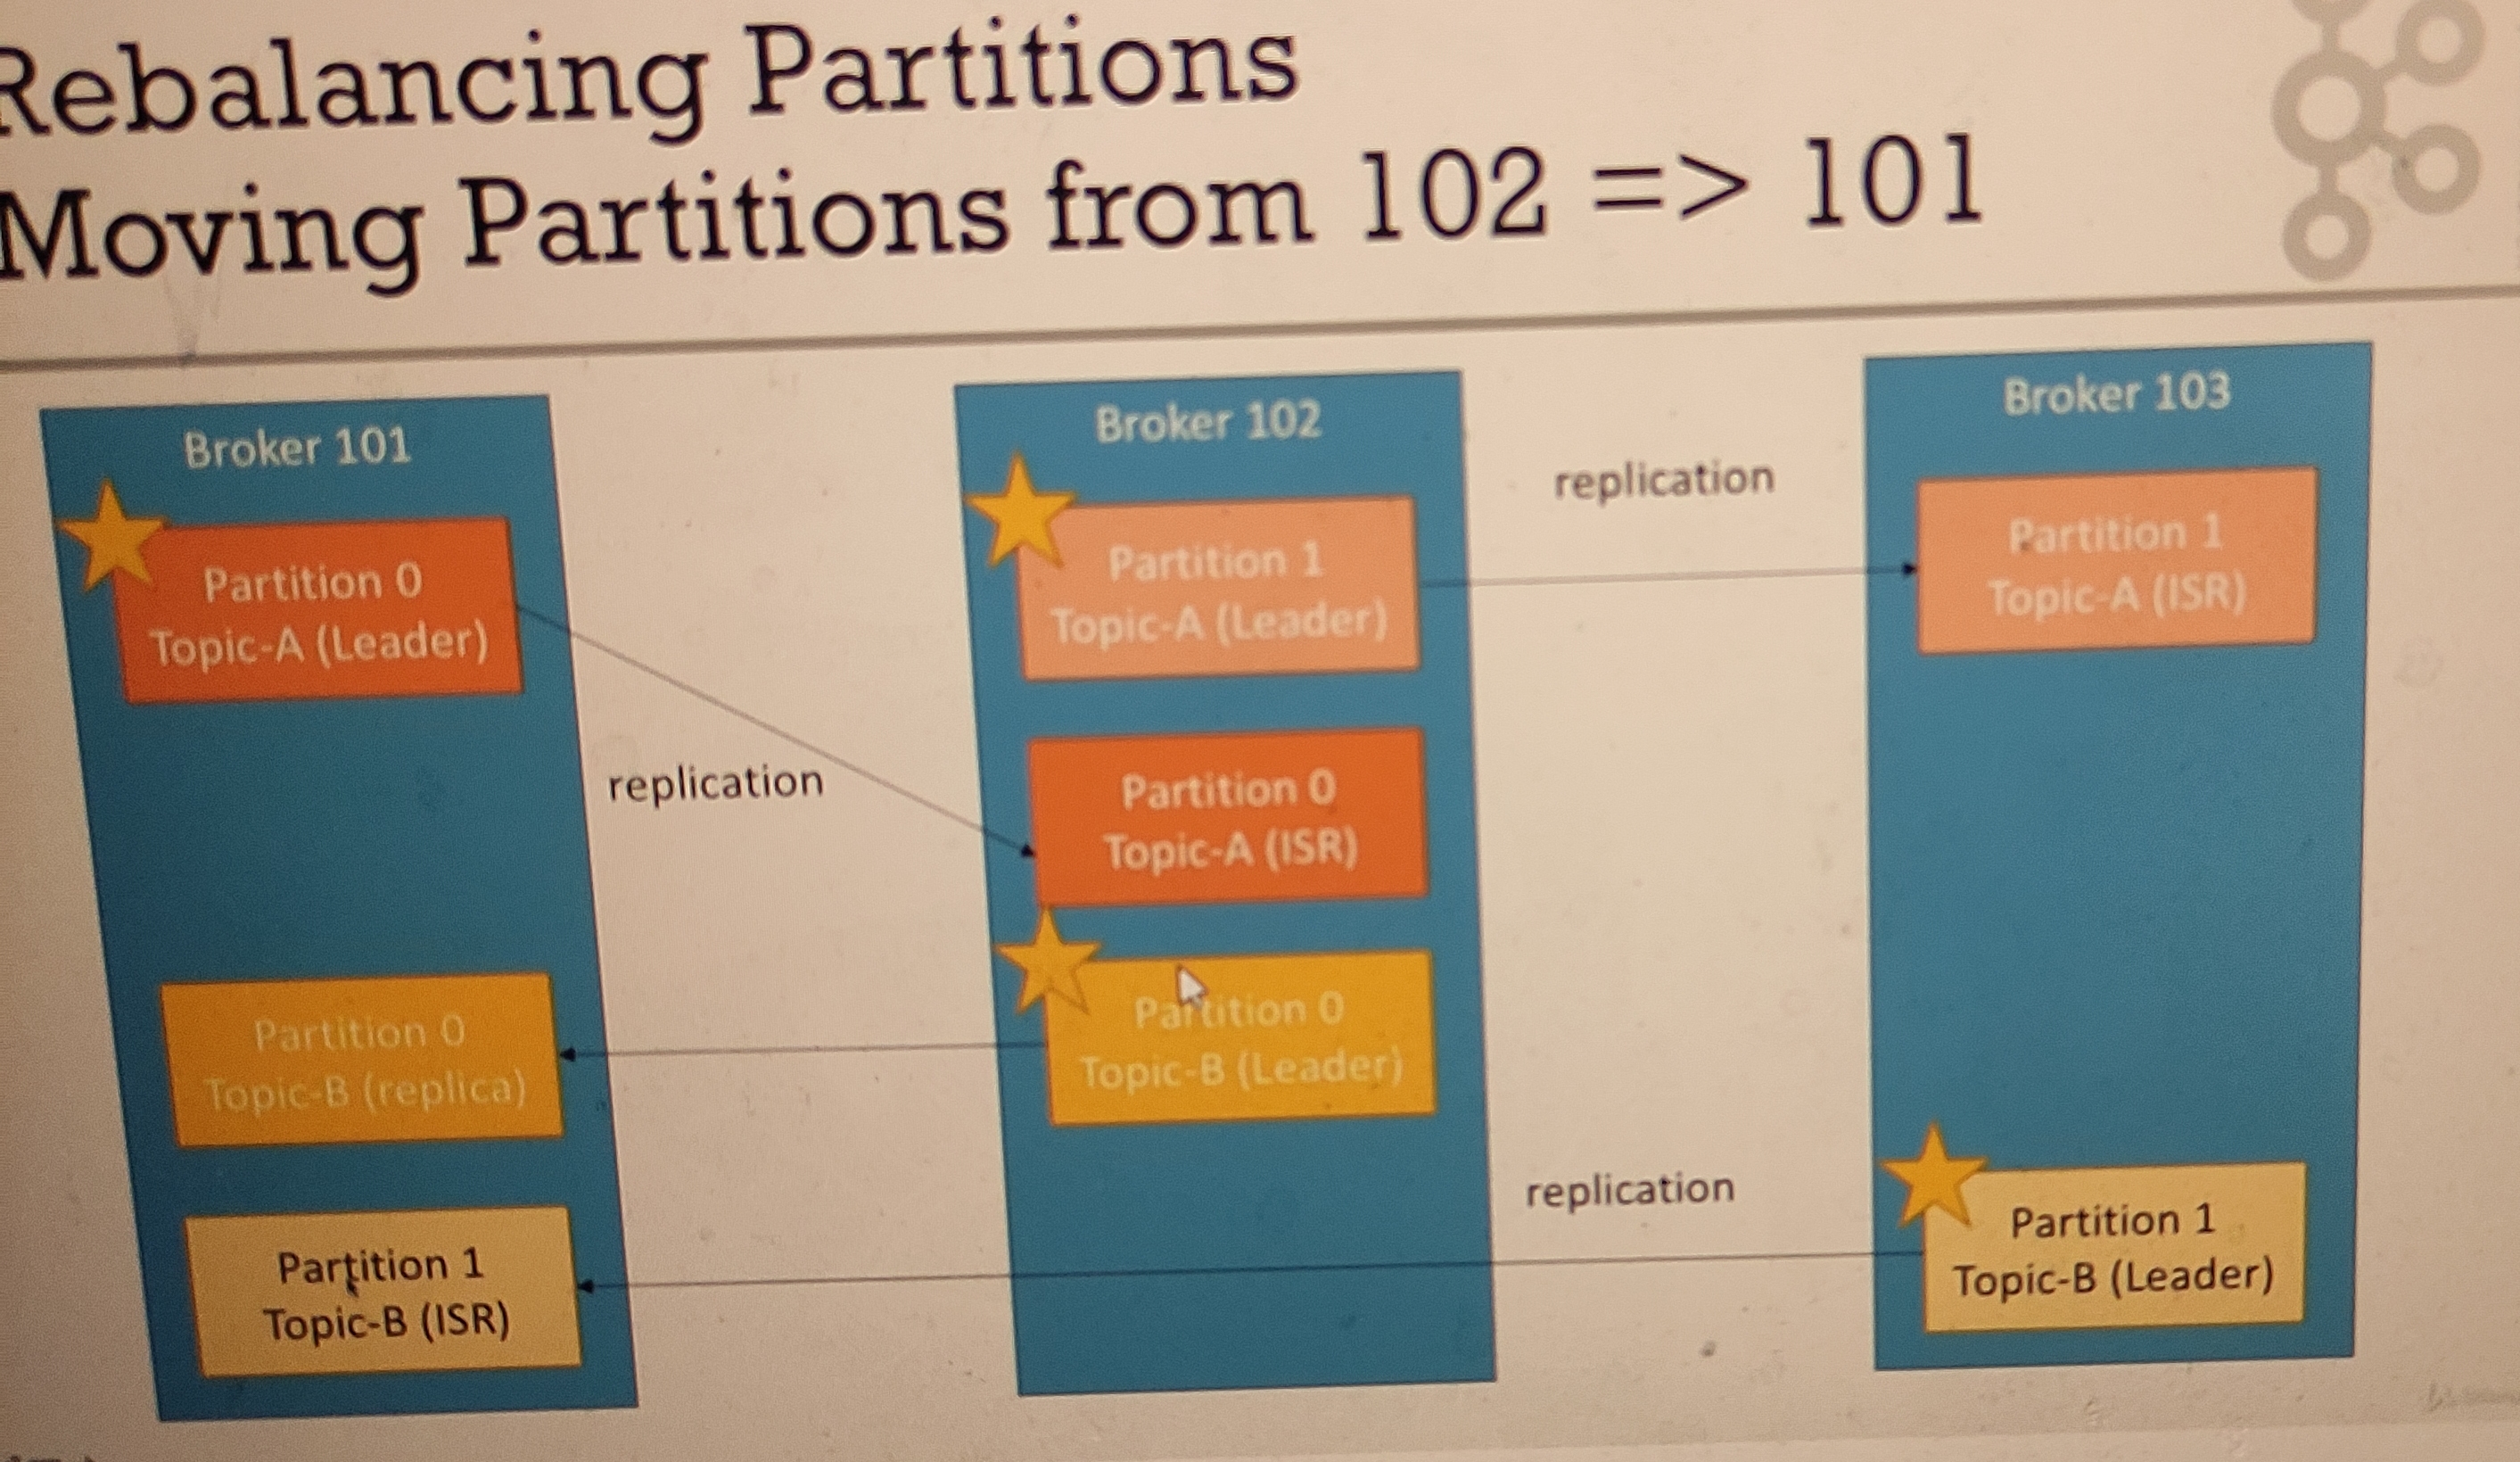 Rebalancing Partitions
Moving Partitions from 102 => 101
Broker 101
Partition 0
Topic-A (Leader)
Partition 0
Topic-B (replica)
Partition 1
Topic-B (ISR)
replication
Broker 102
Partition 1
Topic-A (Leader)
Partition 0
Topic-A (ISR)
Partition 0
Topic-B (Leader)
replication
replication
Broker 103
Partition 1
Topic-A (ISR)
Partition 1
Topic-B (Leader)